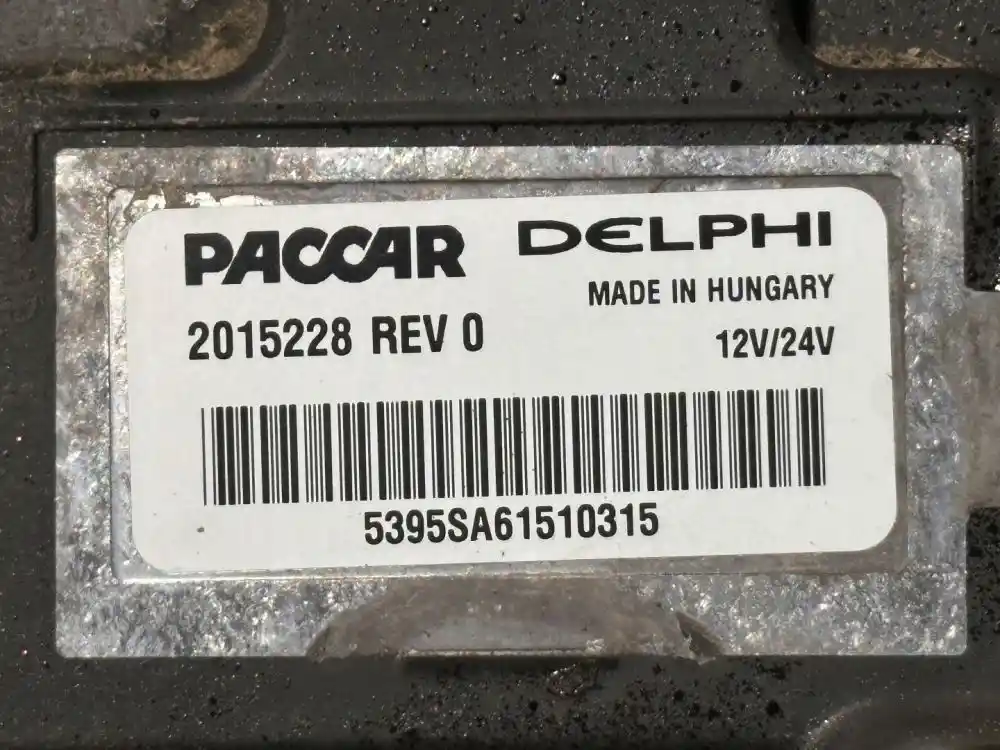 PACCAR DELPHI
MADE IN HUNGARY
2015228 REV 0
12V/24V
5395SA61510315